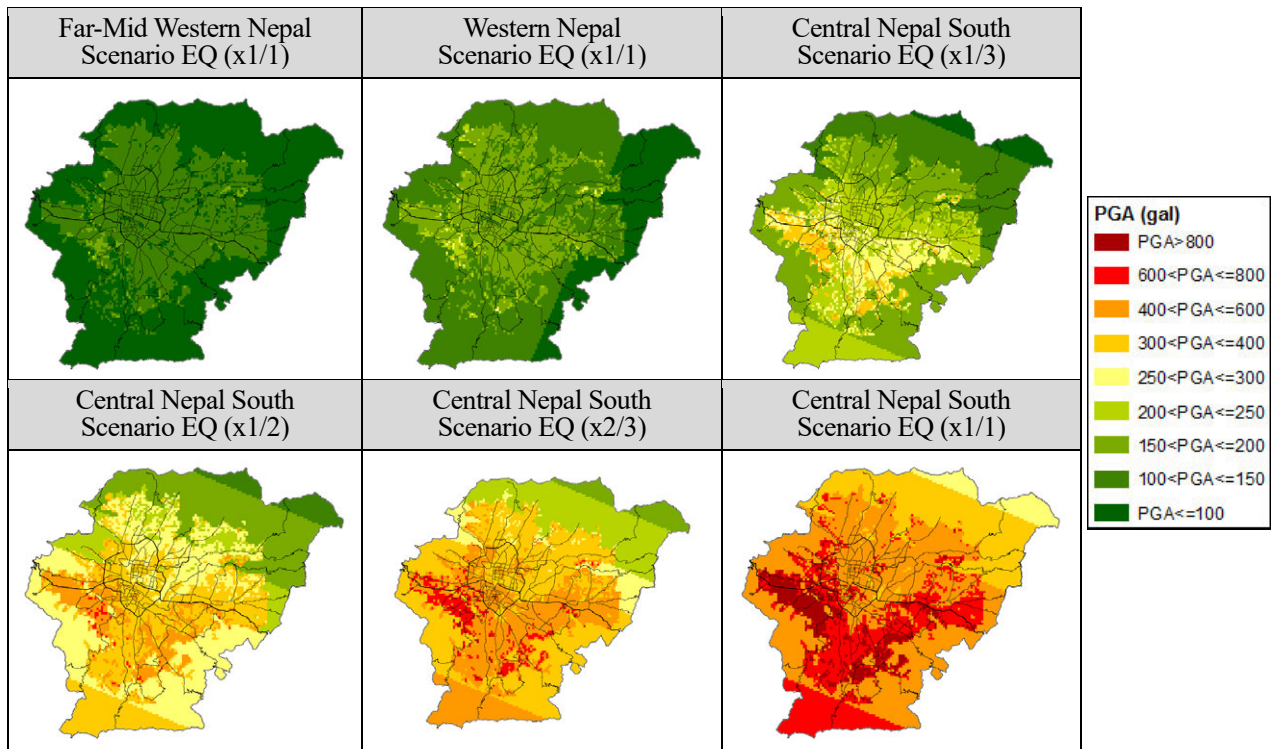 Far-Mid Western Nepal
Scenario EQ (x1/1)
Western Nepal
Scenario EQ (x1/1)
Central Nepal South
Scenario EQ (x1/3)
PGA (gal)
PGA>800
600<PGA<=800
400<PGA<=600
300<PGA<=400
250<PGA<=300
200<PGA<=250
150<PGA<=200
100<PGA<=150
PGA<=100
Central Nepal South
Scenario EQ (x1/2)
Central Nepal South
Scenario EQ (x2/3)
Central Nepal South
Scenario EQ (x1/1)